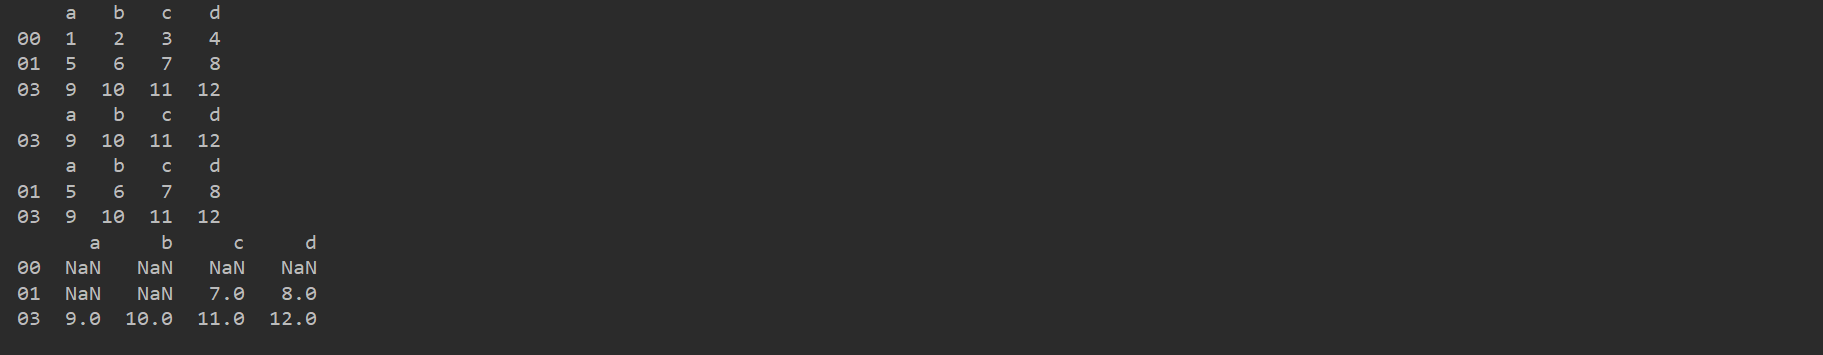 a   b   c   d
00  1   2   3   4
01  5   6   7   8
03  9  10  11  12
    a   b   c   d
03  9  10  11  12
    a   b   c   d
01  5   6   7   8
03  9  10  11  12
      a     b     c     d
00  NaN   NaN   NaN   NaN
01  NaN   NaN   7.0   8.0
03  9.0  10.0  11.0  12.0